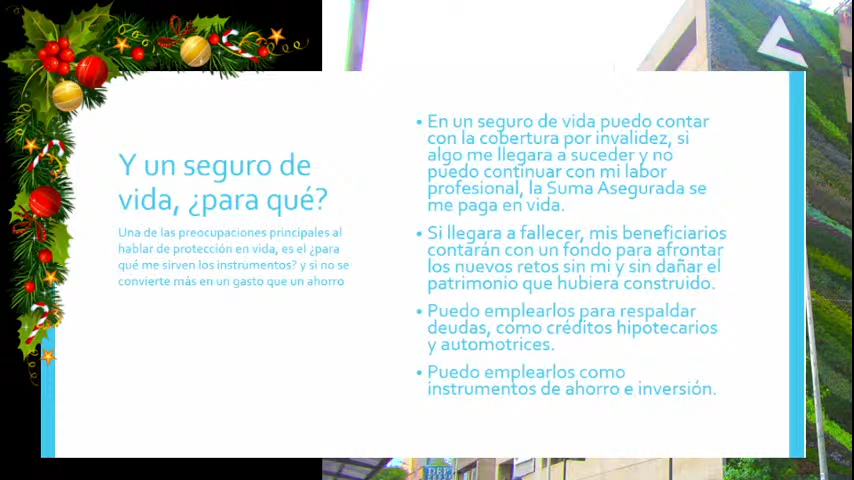 Y un seguro de
vida, ¿para qué?
Una de las preocupaciones principales al
hablar de protección en vida, es el ¿para
qué me sirven los instrumentos? y si no se
convierte más en un gasto que un ahorro
• En un seguro de vida puedo contar
con la cobertura por invalidez, si
algo me llegara a suceder y no
puedo continuar con mi labor
profesional, la Suma Asegurada se
me paga en vida.
• Si llegara a fallecer, mis beneficiarios
contarán con un fondo para afrontar
los nuevos retos sin mi y sin dañar el
patrimonio que hubiera construido.
• Puedo emplearlos para respaldar
deudas, como créditos hipotecarios
y automotrices.
• Puedo emplearlos como
instrumentos de ahorro e inversión.